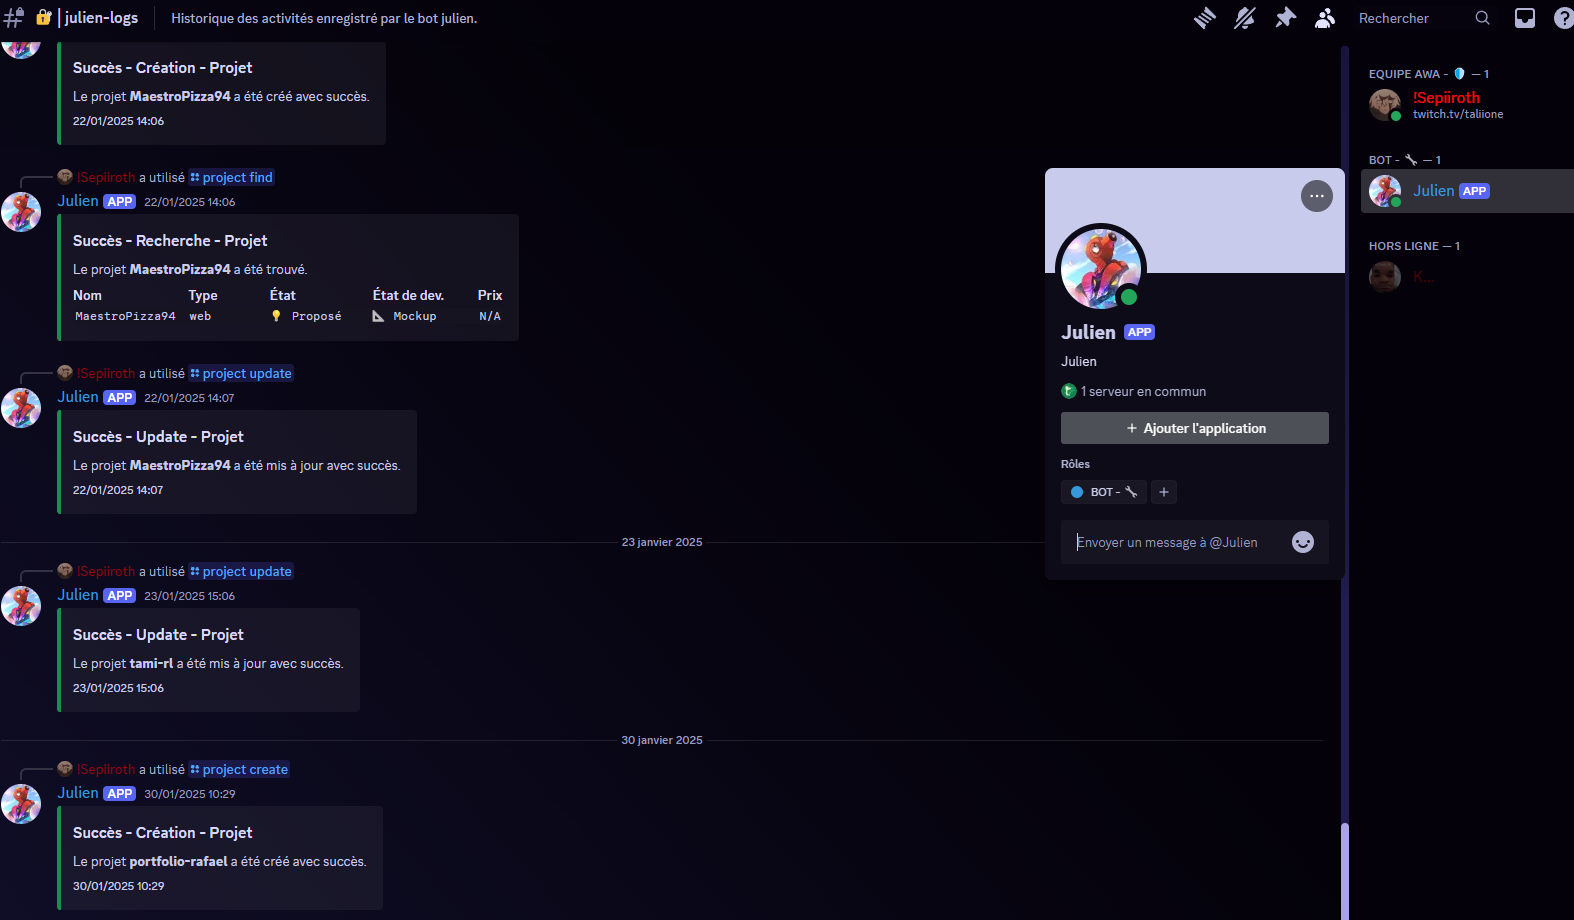 julien-logs
Historique des activités enregistré par le bot julien.
Rechercher
Succès - Création - Projet
Le projet MaestroPizza94 a été créé avec succès.
22/01/2025 14:06
!Sepiiroth a utilisé project find
Julien APP 22/01/2025 14:06
Succès - Recherche - Projet
Le projet MaestroPizza94 a été trouvé.
Nom Type État État de dev. Prix
MaestroPizza94 web 💡 Proposé 📐 Mockup N/A
!Sepiiroth a utilisé project update
Julien APP 22/01/2025 14:07
Succès - Update - Projet
Le projet MaestroPizza94 a été mis à jour avec succès.
22/01/2025 14:07
23 janvier 2025
!Sepiiroth a utilisé project update
Julien APP 23/01/2025 15:06
Succès - Update - Projet
Le projet tami-rl a été mis à jour avec succès.
23/01/2025 15:06
30 janvier 2025
!Sepiiroth a utilisé project create
Julien APP 30/01/2025 10:29
Succès - Création - Projet
Le projet portfolio-rafael a été créé avec succès.
30/01/2025 10:29
Julien APP
Julien
1 serveur en commun
+ Ajouter l'application
Rôles
BOT - 🔧 +
Envoyer un message à @Julien
EQUIPE AWA - 🛡️ — 1
!Sepiiroth
twitch.tv/taliione
BOT - 🔧 — 1
Julien APP
HORS LIGNE — 1
K...